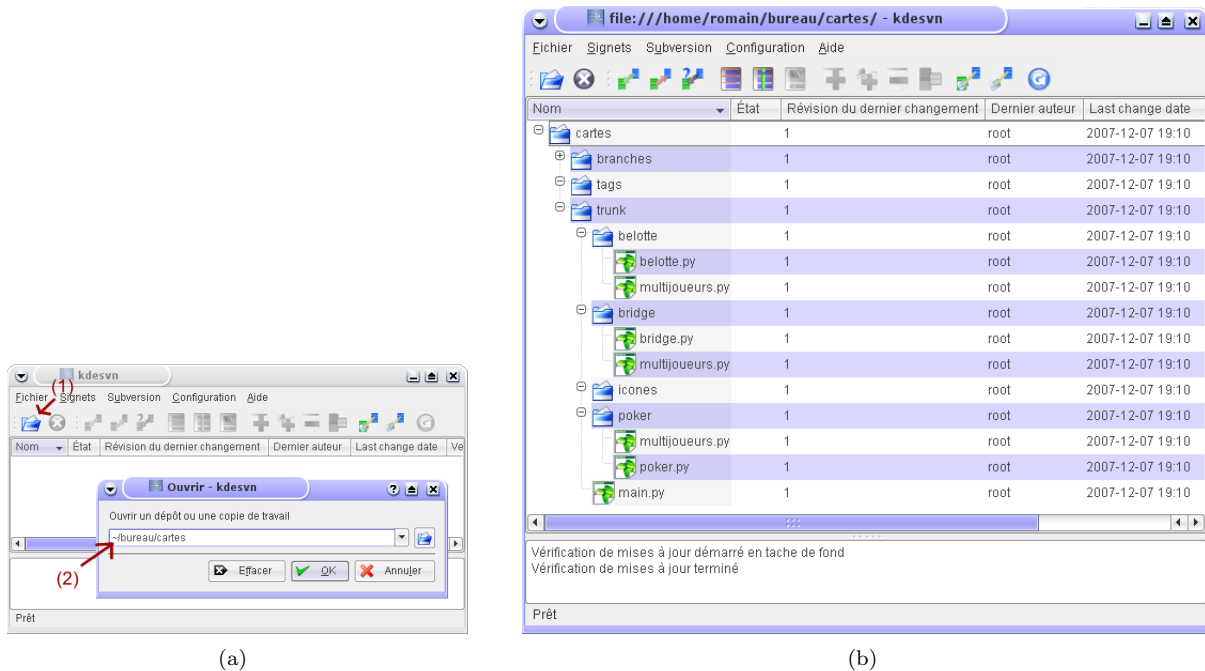 kdesvn
(1)
Fichier Signets Subversion Configuration Aide
Nom État Révision du dernier changement Dernier auteur Last change date Ve
Ouvrir - kdesvn
Ouvrir un dépôt ou une copie de travail
~/bureau/cartes
(2)
Effacer OK Annuler
Prêt
(a)
file:///home/romain/bureau/cartes/ - kdesvn
Fichier Signets Subversion Configuration Aide
Nom État Révision du dernier changement Dernier auteur Last change date
cartes 1 root 2007-12-07 19:10
branches 1 root 2007-12-07 19:10
tags 1 root 2007-12-07 19:10
trunk 1 root 2007-12-07 19:10
belotte 1 root 2007-12-07 19:10
belotte.py 1 root 2007-12-07 19:10
multijoueurs.py 1 root 2007-12-07 19:10
bridge 1 root 2007-12-07 19:10
bridge.py 1 root 2007-12-07 19:10
multijoueurs.py 1 root 2007-12-07 19:10
icones 1 root 2007-12-07 19:10
poker 1 root 2007-12-07 19:10
multijoueurs.py 1 root 2007-12-07 19:10
poker.py 1 root 2007-12-07 19:10
main.py 1 root 2007-12-07 19:10
Vérification de mises à jour démarré en tache de fond
Vérification de mises à jour terminé
Prêt
(b)